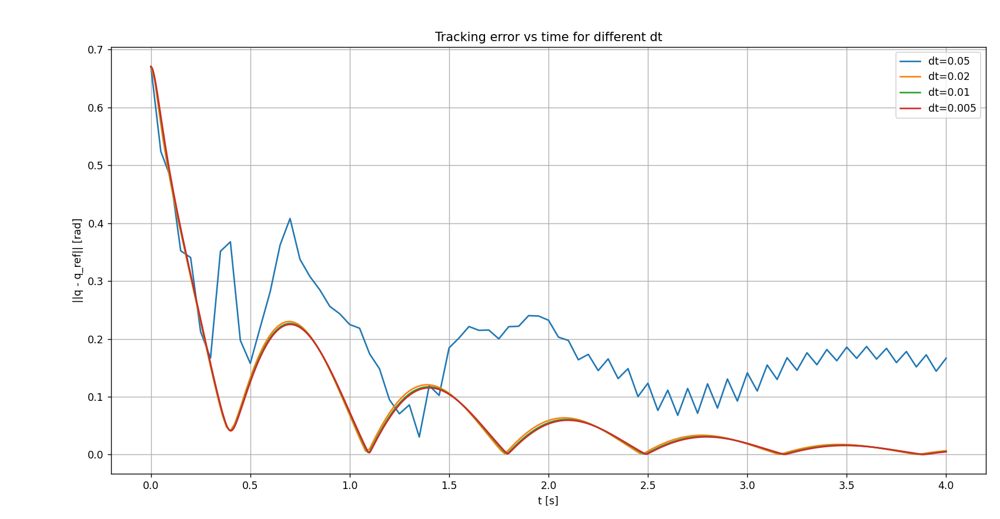 Tracking error vs time for different dt
0.7
0.6
0.5
0.4
0.3
0.2
0.1
0.0
||q - q_ref|| [rad]
dt=0.05
dt=0.02
dt=0.01
dt=0.005
0.0 0.5 1.0 1.5 2.0 2.5 3.0 3.5 4.0
t [s]